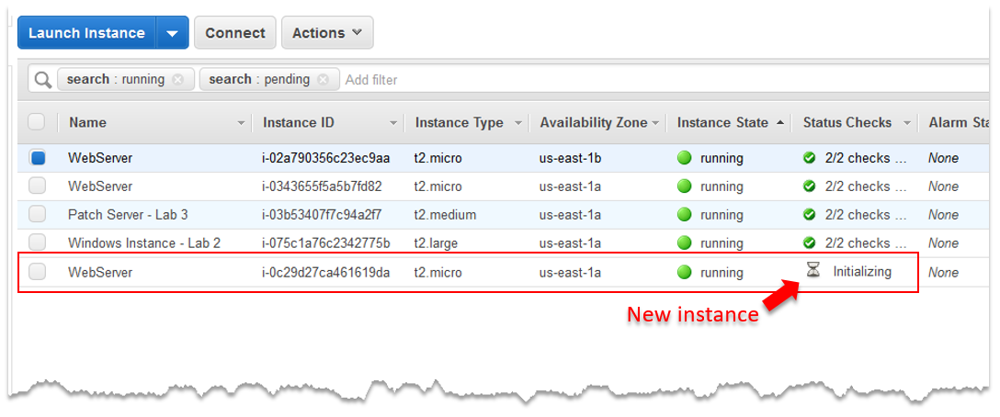 Launch Instance Connect Actions
search : running search : pending Add filter
Name Instance ID Instance Type Availability Zone Instance State Status Checks Alarm Sta
WebServer i-02a790356c23ec9aa t2.micro us-east-1b running 2/2 checks ... None
WebServer i-0343655f5a5b7fd82 t2.micro us-east-1a running 2/2 checks ... None
Patch Server - Lab 3 i-03b53407f7c94a2f7 t2.medium us-east-1a running 2/2 checks ... None
Windows Instance - Lab 2 i-075c1a76c2342775b t2.large us-east-1a running 2/2 checks ... None
WebServer i-0c29d27ca461619da t2.micro us-east-1a running Initializing None
New instance